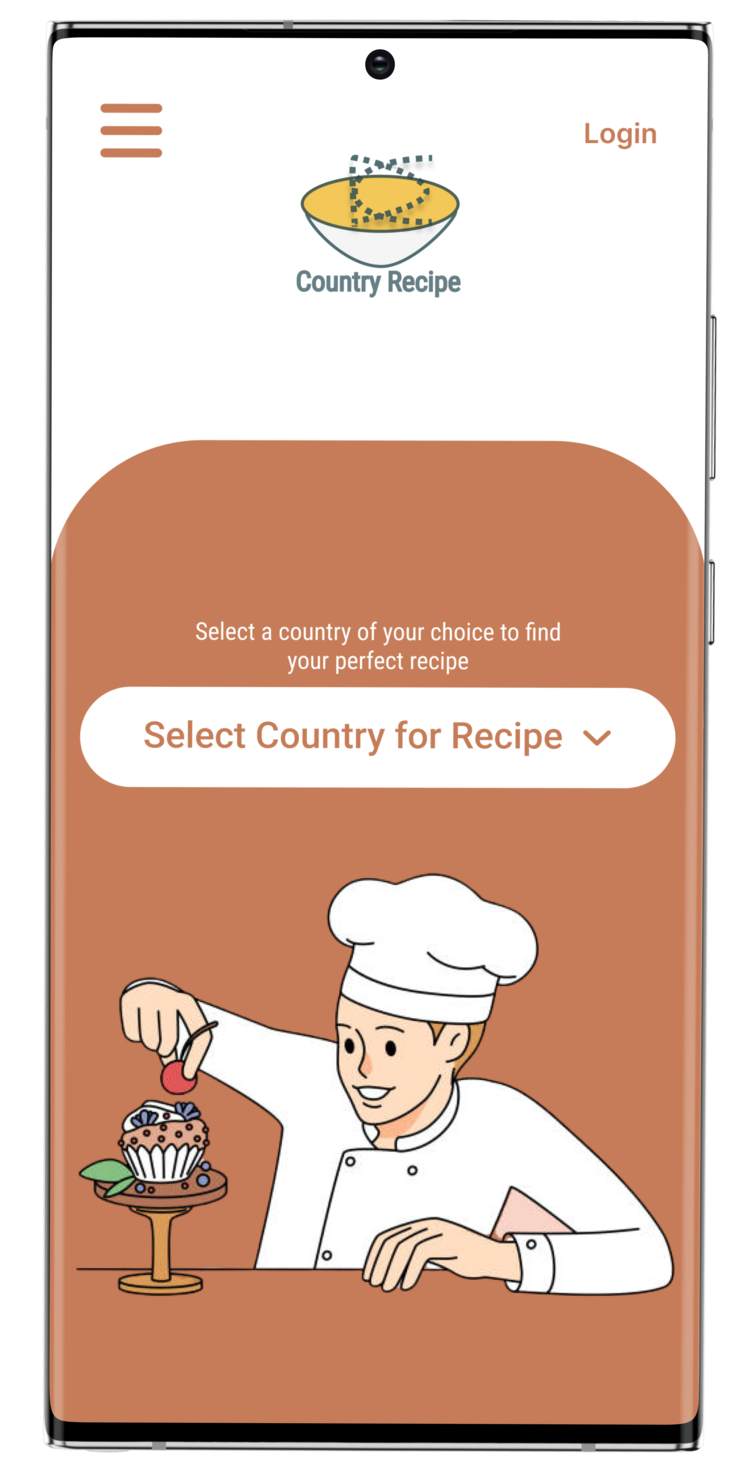 Login
Country Recipe
Select a country of your choice to find
your perfect recipe
Select Country for Recipe